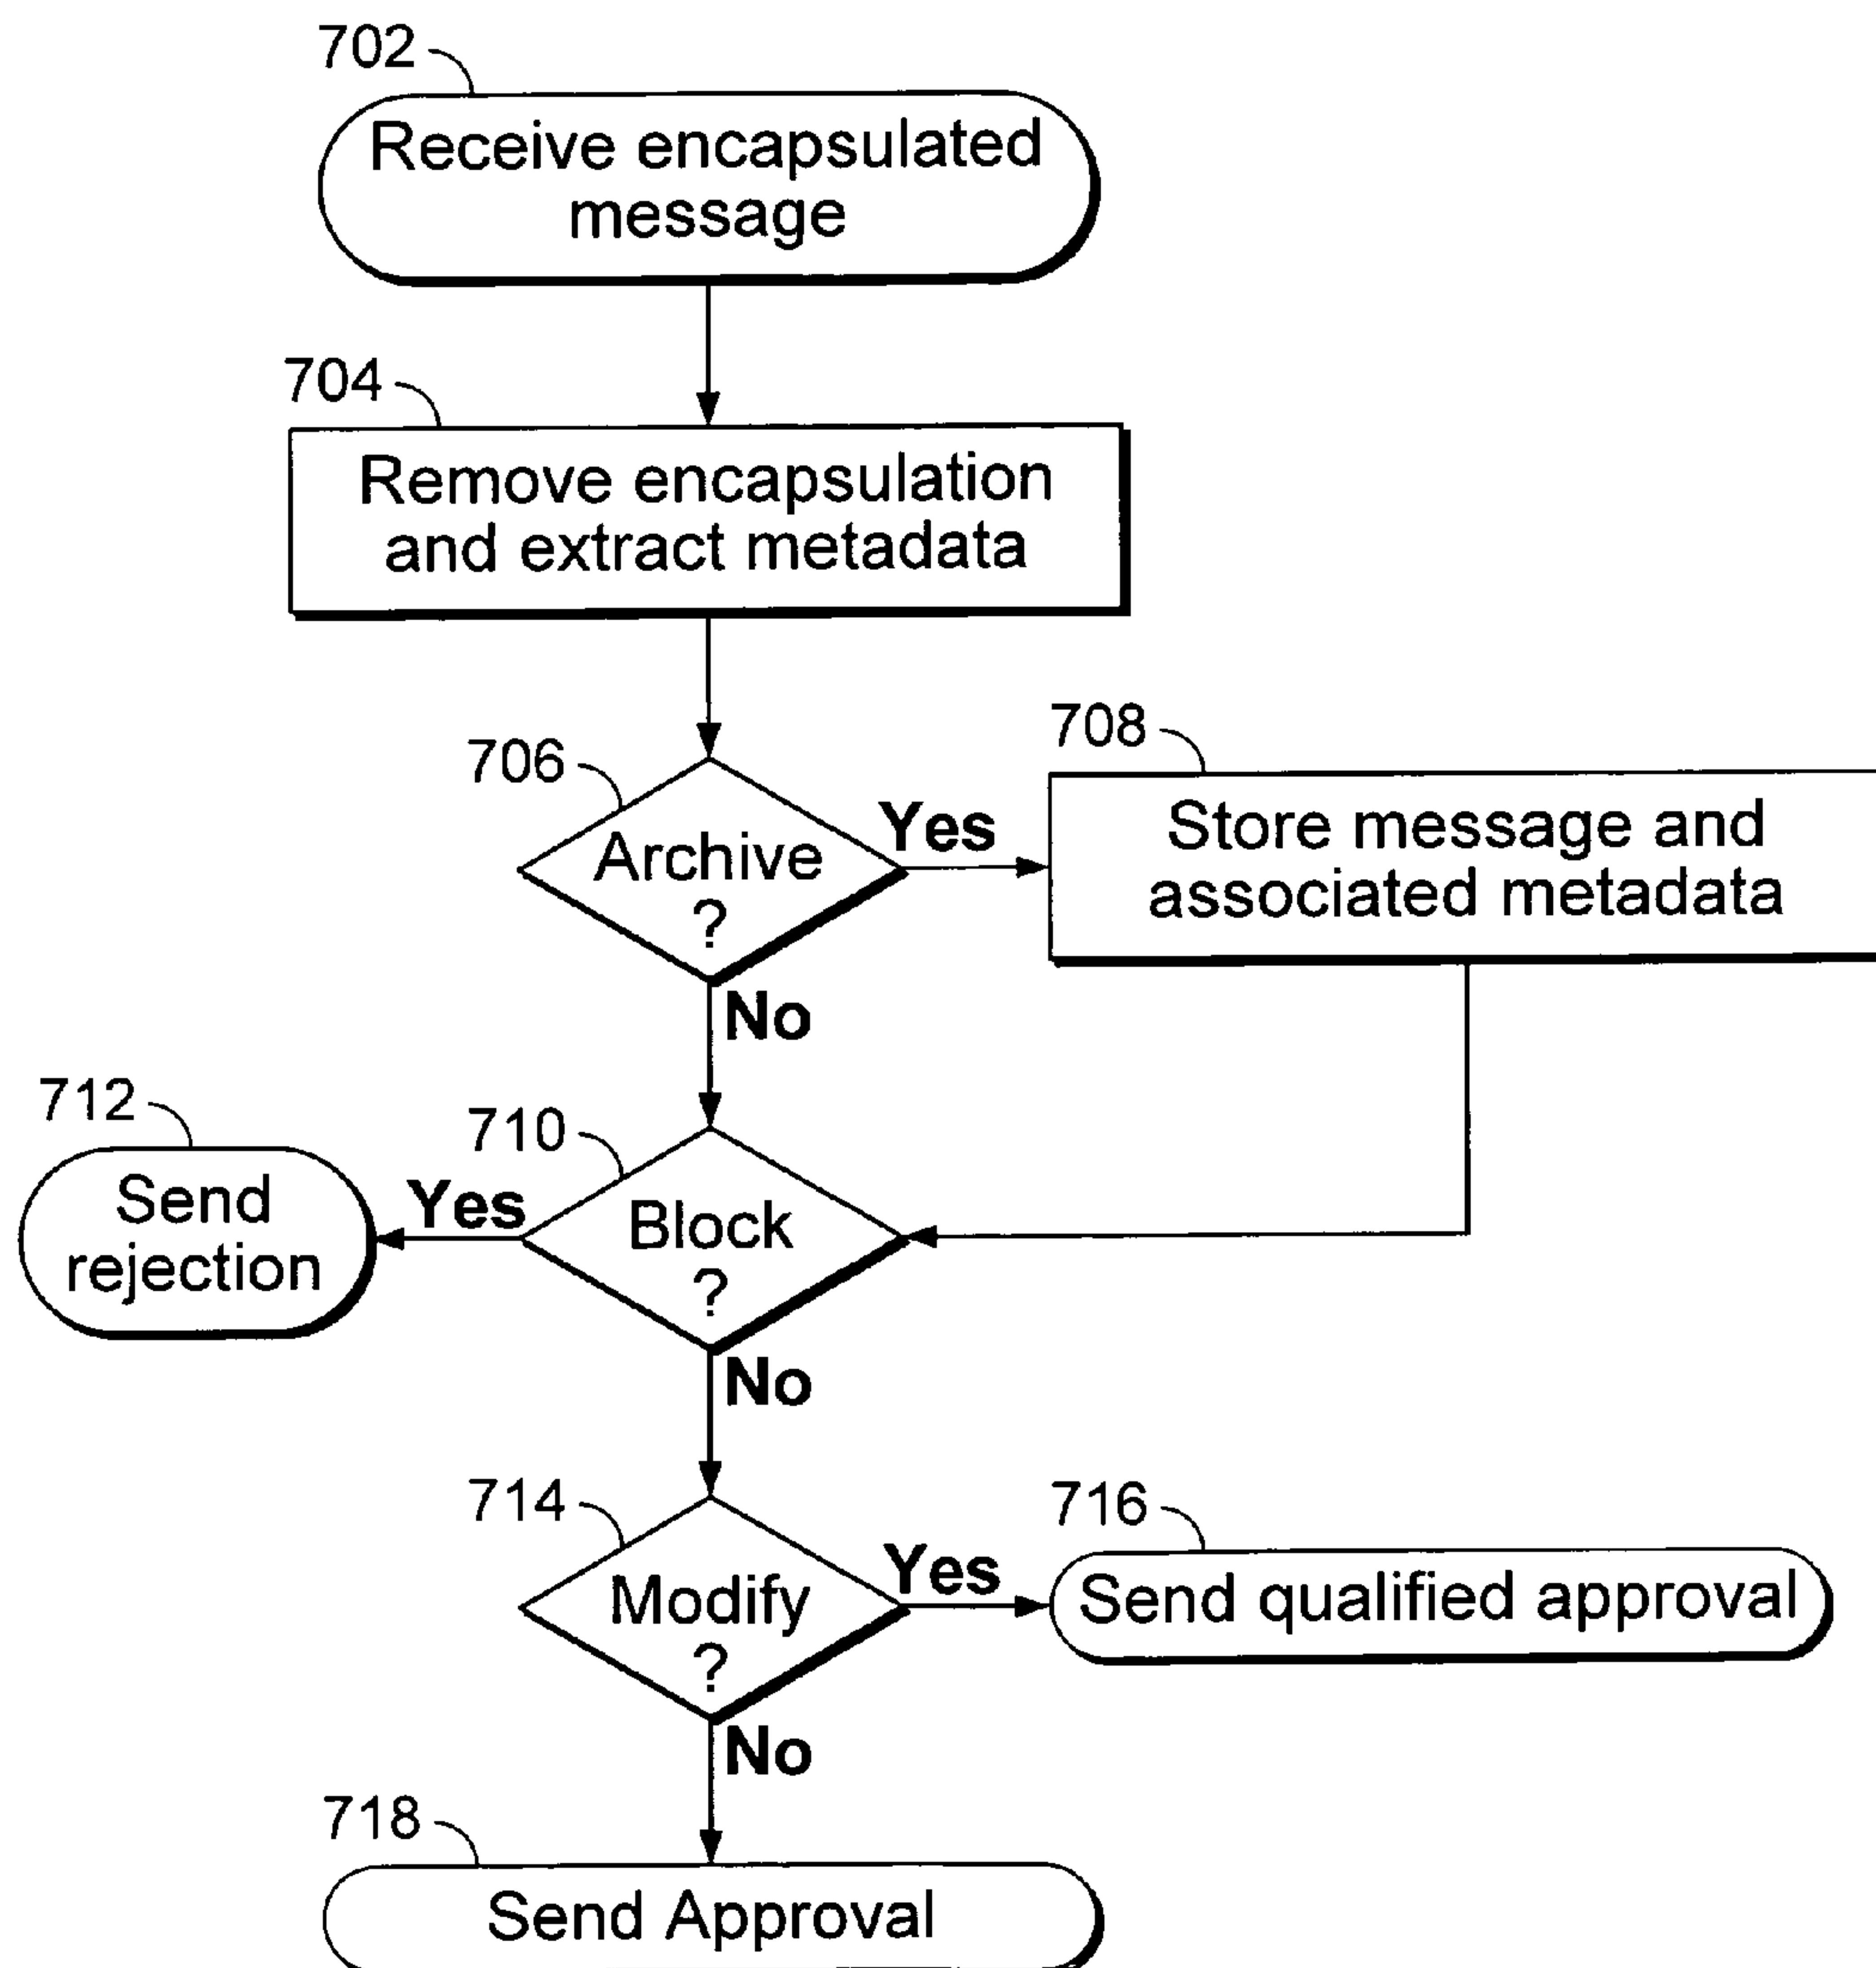 702
Receive encapsulated
message
704
Remove encapsulation
and extract metadata
706
Archive
?
Yes
708
Store message and
associated metadata
No
712
Send
rejection
Yes
710
Block
?
No
714
Modify
?
Yes
716
Send qualified approval
No
718
Send Approval